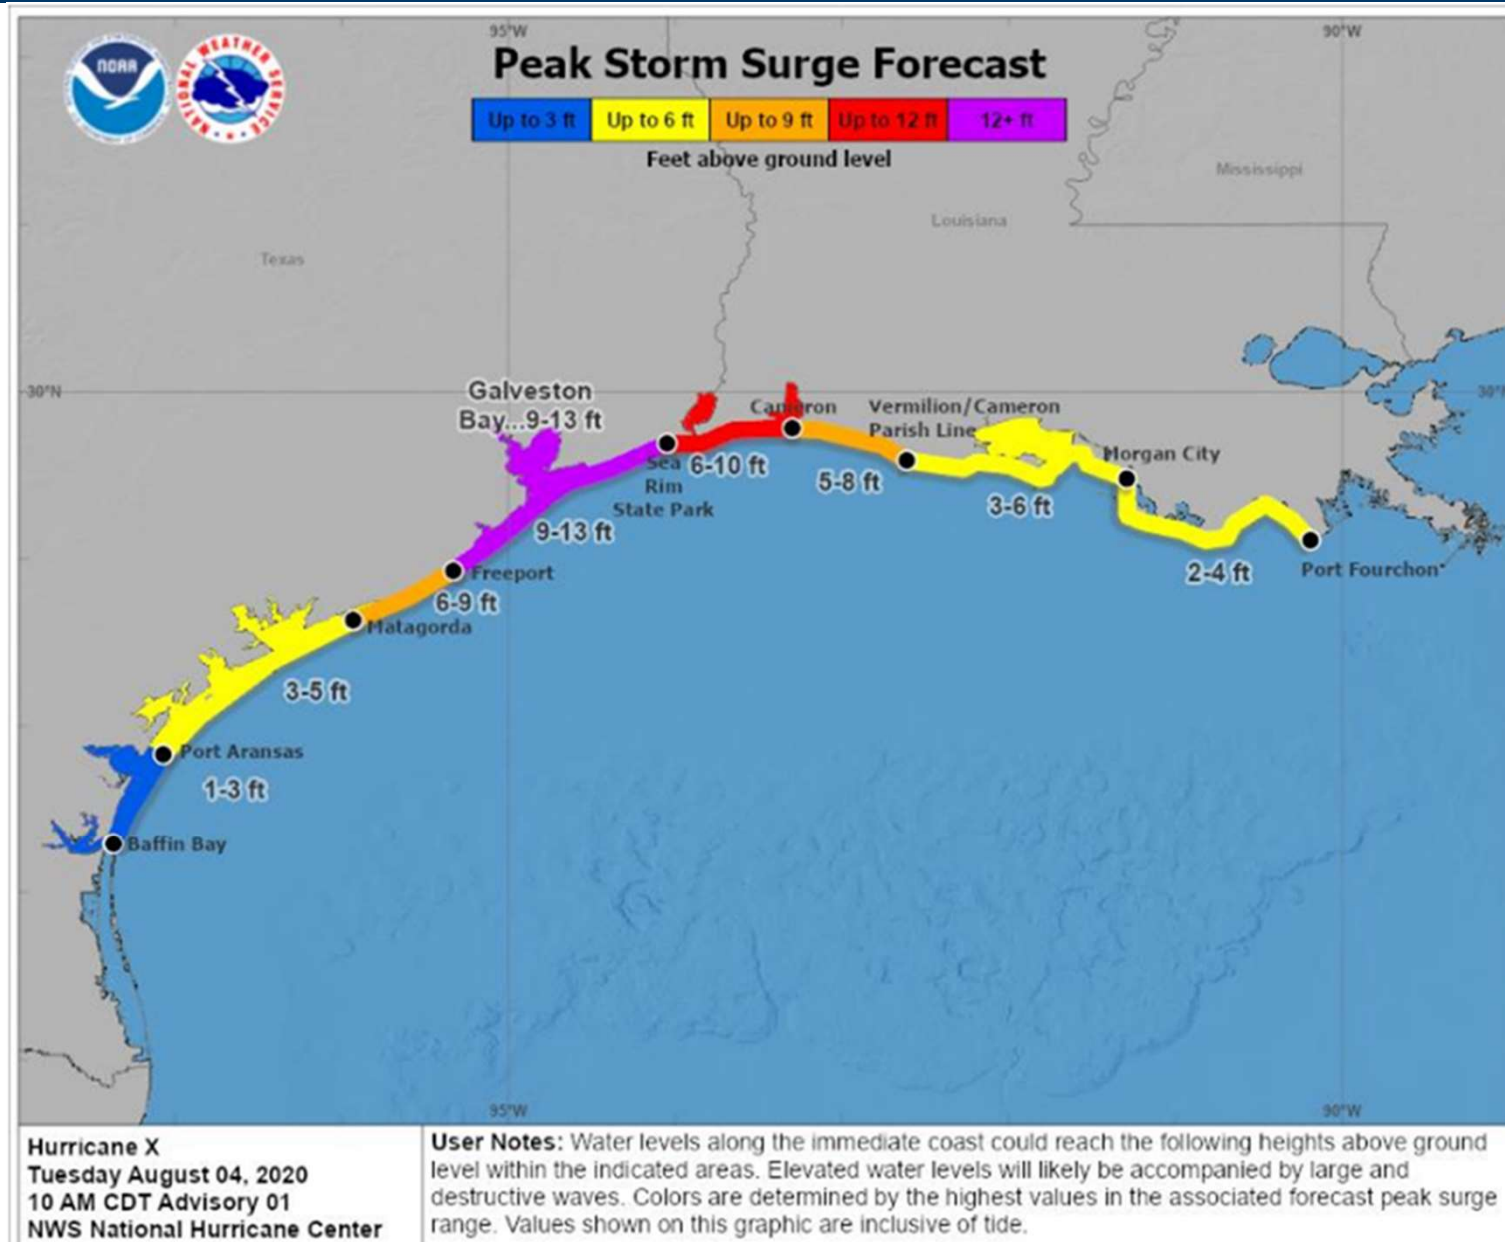 95°W
90°W
NOAA
NATIONAL WEATHER SERVICE
Peak Storm Surge Forecast
Up to 3 ft
Up to 6 ft
Up to 9 ft
Up to 12 ft
12+ ft
Feet above ground level
Mississippi
Louisiana
Texas
30°N
30°
Galveston
Bay...9-13 ft
Cameron
Vermilion/Cameron
Parish Line
Morgan City
Sea
Rim
State Park
6-10 ft
5-8 ft
3-6 ft
9-13 ft
2-4 ft
Port Fourchon
Freeport
6-9 ft
Matagorda
3-5 ft
Port Aransas
1-3 ft
Baffin Bay
95°W
90°W
Hurricane X
Tuesday August 04, 2020
10 AM CDT Advisory 01
NWS National Hurricane Center
User Notes: Water levels along the immediate coast could reach the following heights above ground
level within the indicated areas. Elevated water levels will likely be accompanied by large and
destructive waves. Colors are determined by the highest values in the associated forecast peak surge
range. Values shown on this graphic are inclusive of tide.